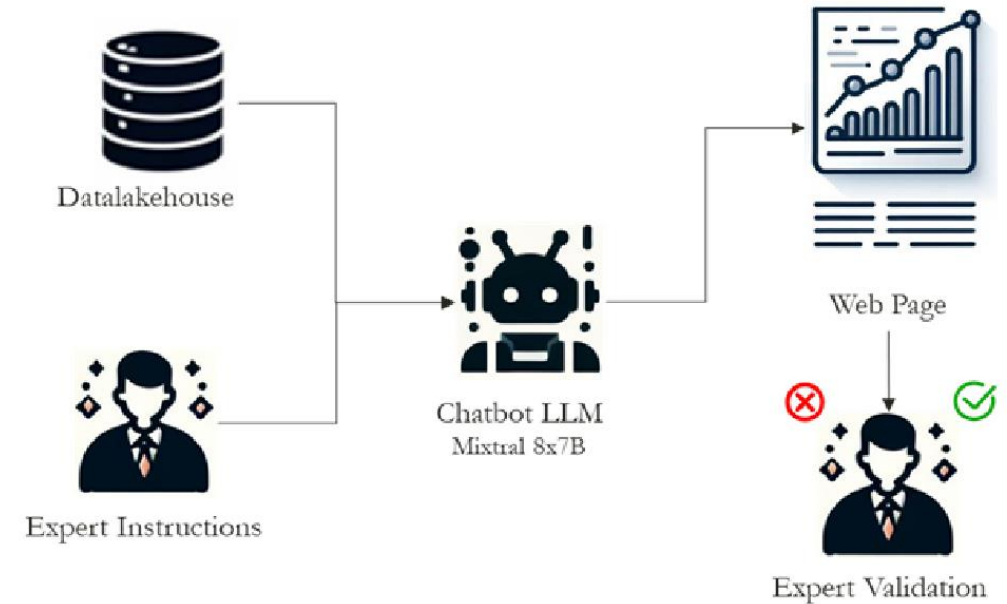 Datalakehouse
Expert Instructions
Chatbot LLM
Mixtral 8x7B
Web Page
Expert Validation